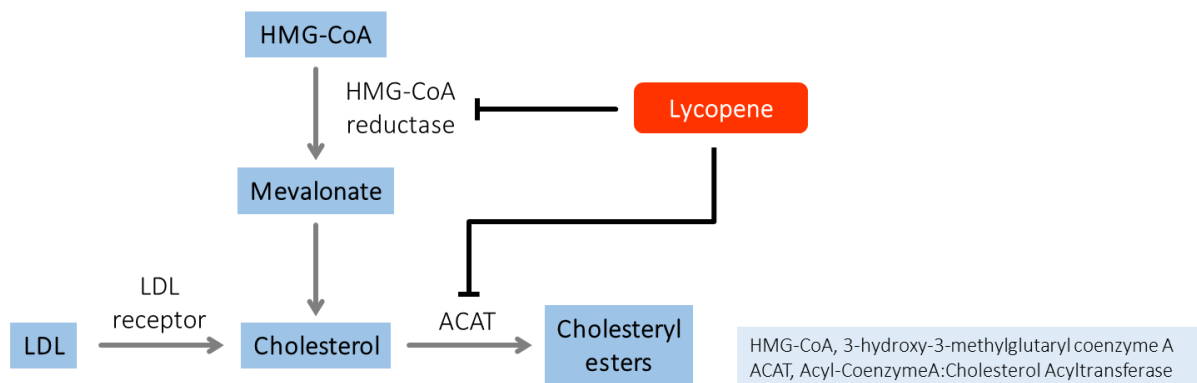 HMG-CoA
HMG-CoA
reductase
Lycopene
Mevalonate
LDL
receptor
LDL
Cholesterol
ACAT
Cholesteryl
esters
HMG-CoA, 3-hydroxy-3-methylglutaryl coenzyme A
ACAT, Acyl-CoenzymeA:Cholesterol Acyltransferase